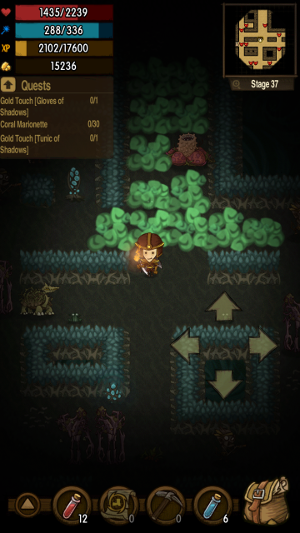 1435/2239
288/336
XP 2102/17600
15236
Stage 37
Quests
Gold Touch [Gloves of Shadows] 0/1
Coral Marionette 0/30
Gold Touch [Tunic of Shadows] 0/1
12
0
0
6